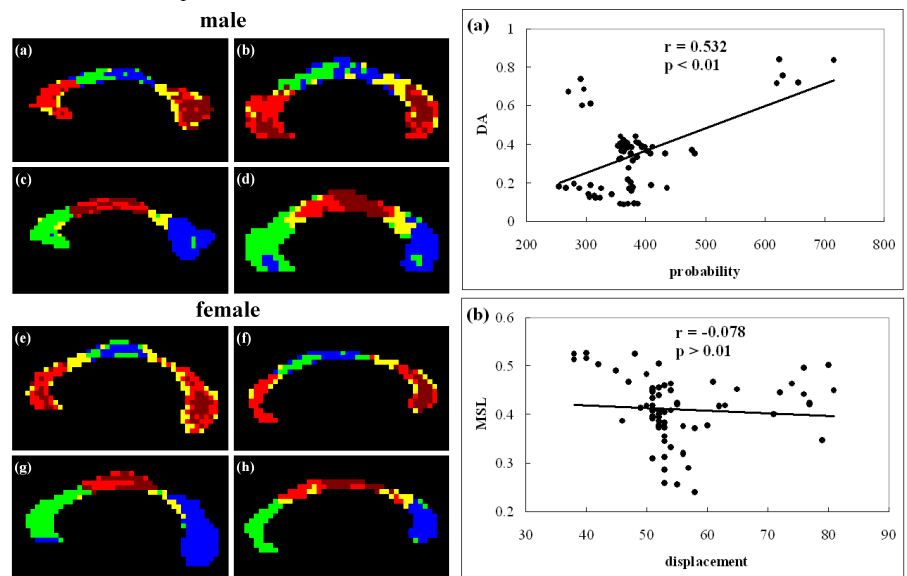 male
(a)
(b)
(c)
(d)
female
(e)
(f)
(g)
(h)
(a)
r = 0.532
p < 0.01
1
0.8
0.6
0.4
0.2
0
DA
200 300 400 500 600 700 800
probability
(b)
r = -0.078
p > 0.01
0.6
0.5
0.4
0.3
0.2
MSL
30 40 50 60 70 80 90
displacement